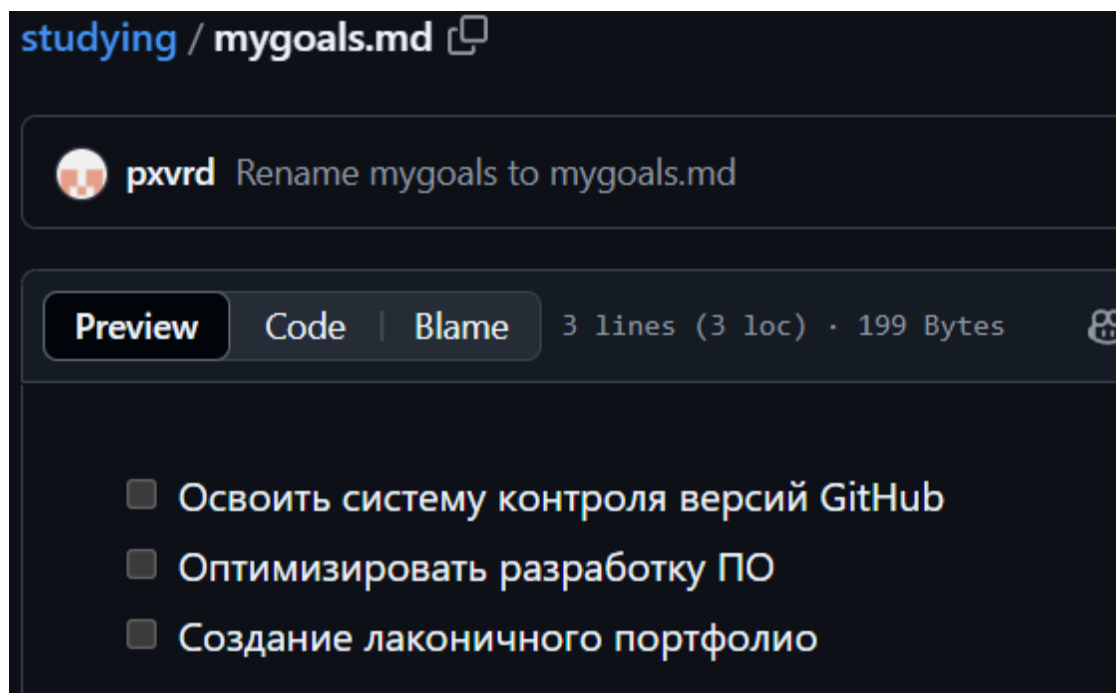 studying / mygoals.md
pxvrd Rename mygoals to mygoals.md
Preview Code Blame 3 lines (3 loc) · 199 Bytes
Освоить систему контроля версий GitHub
Оптимизировать разработку ПО
Создание лаконичного портфолио